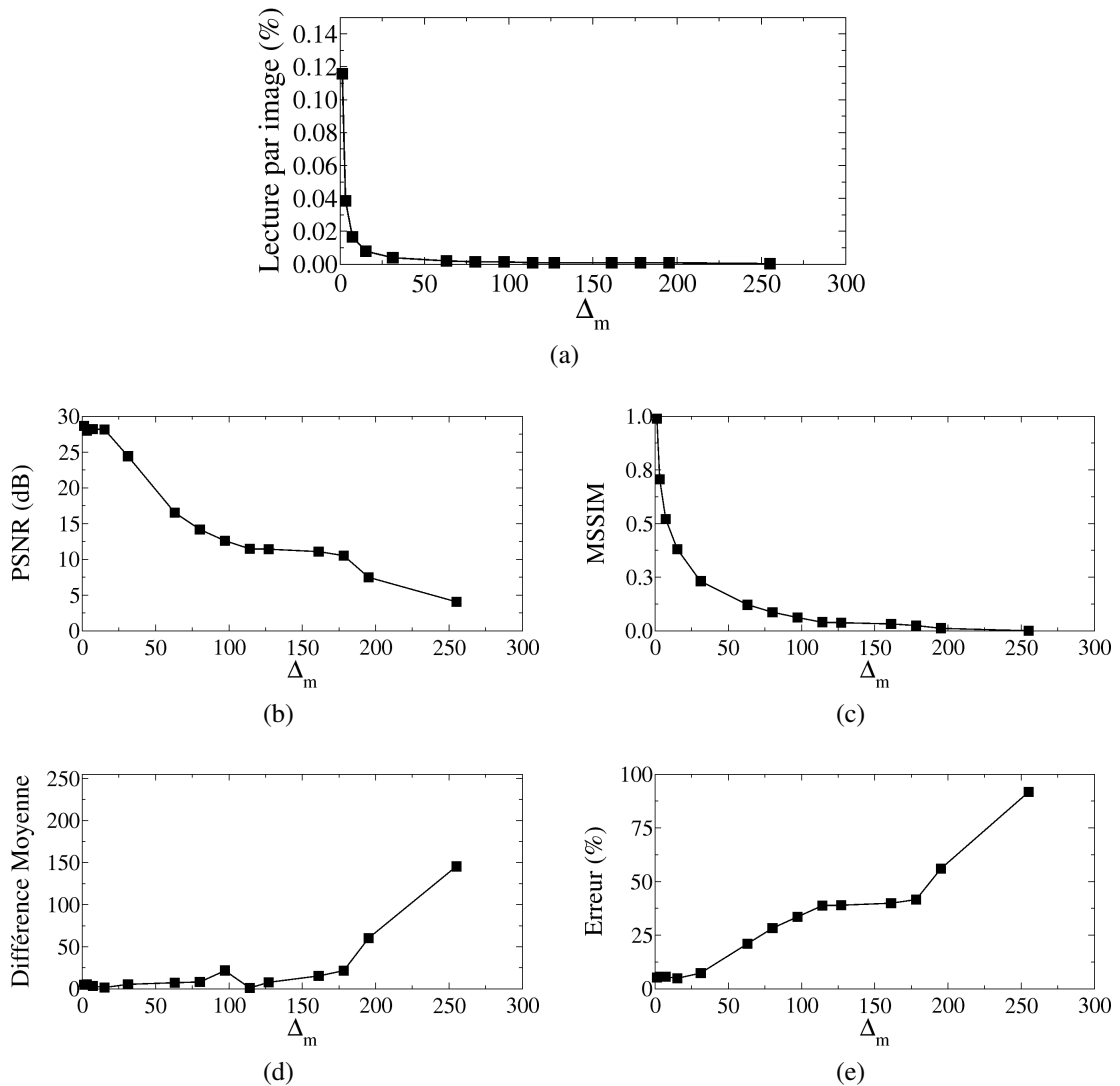 Lecture par image (%)
0.14
0.12
0.10
0.08
0.06
0.04
0.02
0.00
0 50 100 150 200 250 300
Δm
(a)
PSNR (dB)
30
25
20
15
10
5
0
0 50 100 150 200 250 300
Δm
(b)
MSSIM
1.0
0.8
0.5
0.3
0.0
0 50 100 150 200 250 300
Δm
(c)
Différence Moyenne
250
200
150
100
50
0
0 50 100 150 200 250 300
Δm
(d)
Erreur (%)
100
75
50
25
0
0 50 100 150 200 250 300
Δm
(e)